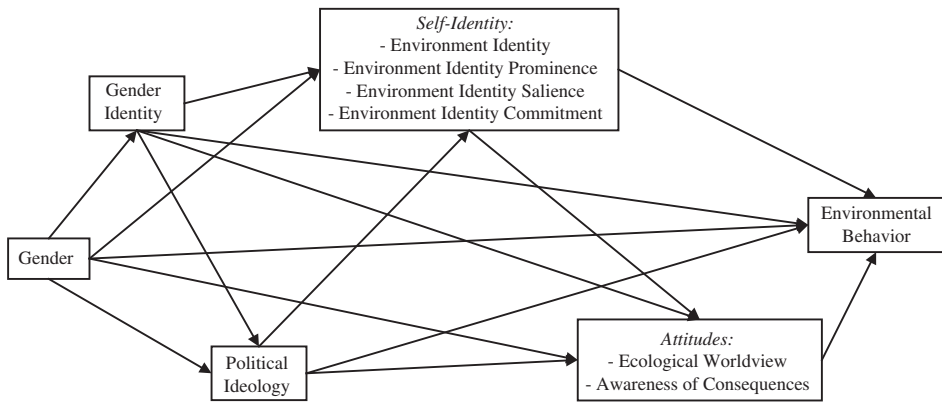 Self-Identity:
- Environment Identity
- Environment Identity Prominence
- Environment Identity Salience
- Environment Identity Commitment
Gender
Identity
Environmental
Behavior
Gender
Political
Ideology
Attitudes:
- Ecological Worldview
- Awareness of Consequences